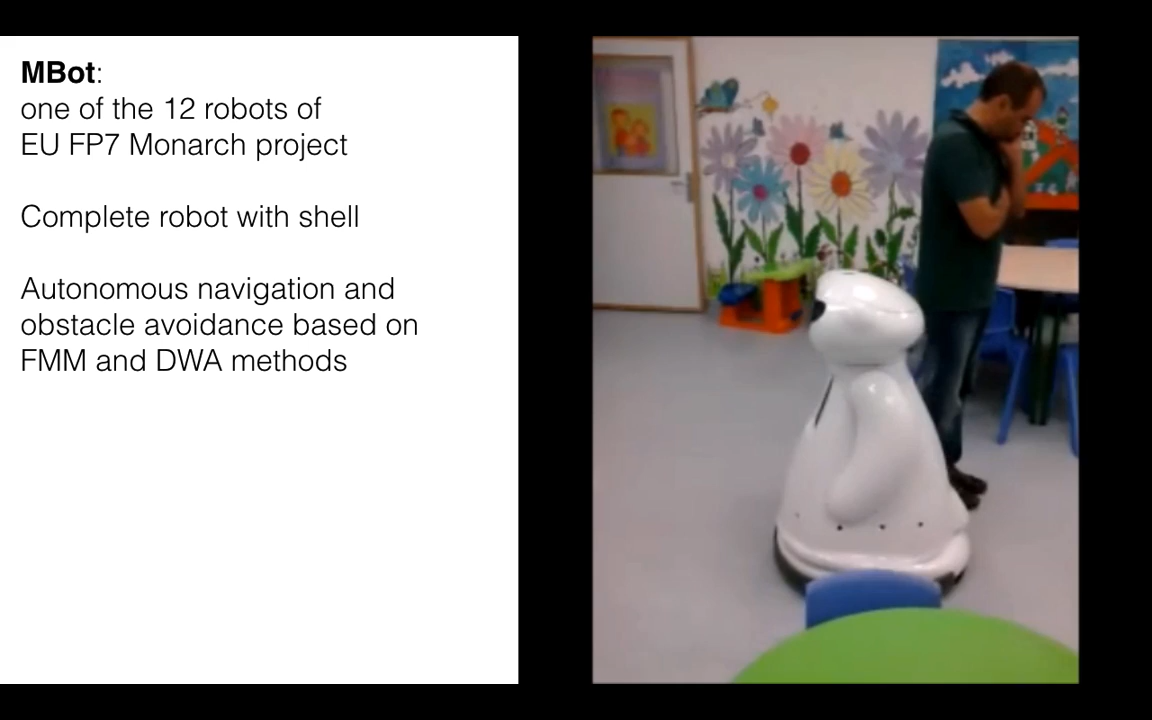 MBot:
one of the 12 robots of
EU FP7 Monarch project
Complete robot with shell
Autonomous navigation and
obstacle avoidance based on
FMM and DWA methods